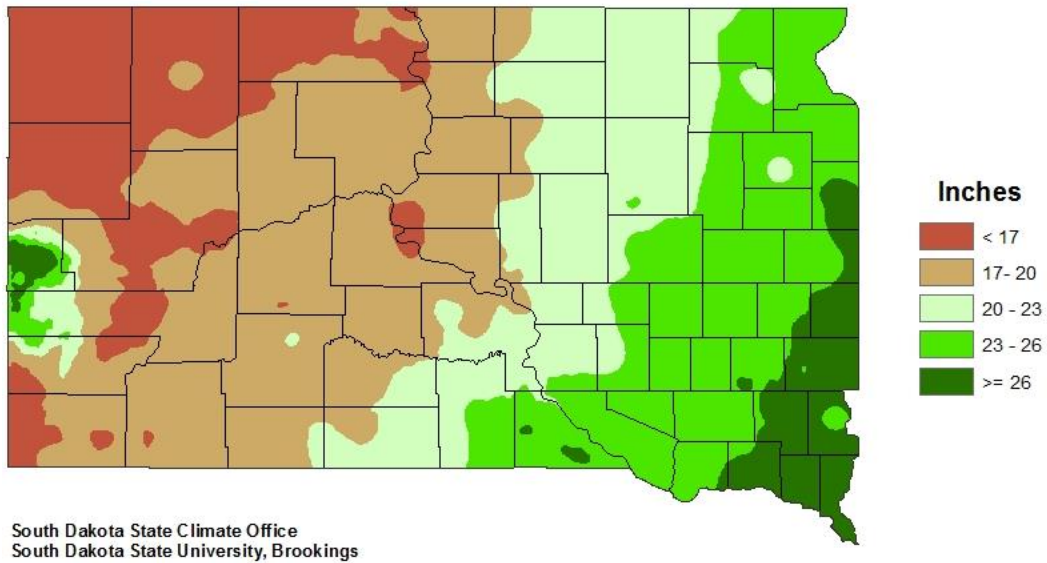 Inches
< 17
17- 20
20 - 23
23 - 26
>= 26
South Dakota State Climate Office
South Dakota State University, Brookings